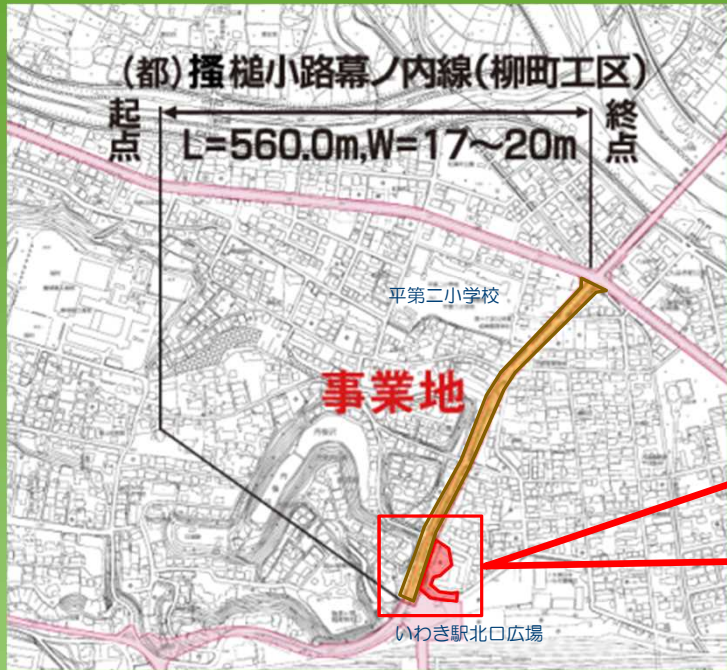 (都)掻槌小路幕ノ内線(柳町工区)
起点
終点
L=560.0m,W=17～20m
平第二小学校
事業地
いわき駅北口広場